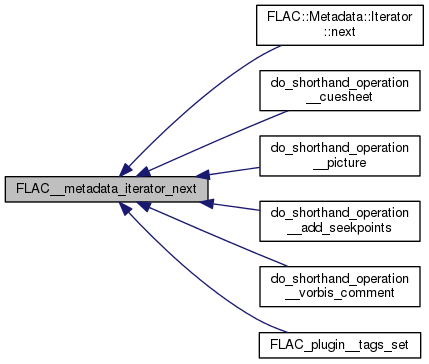 FLAC::Metadata::Iterator
::next
do_shorthand_operation
__cuesheet
do_shorthand_operation
__picture
FLAC__metadata_iterator_next
do_shorthand_operation
__add_seekpoints
do_shorthand_operation
__vorbis_comment
FLAC_plugin__tags_set